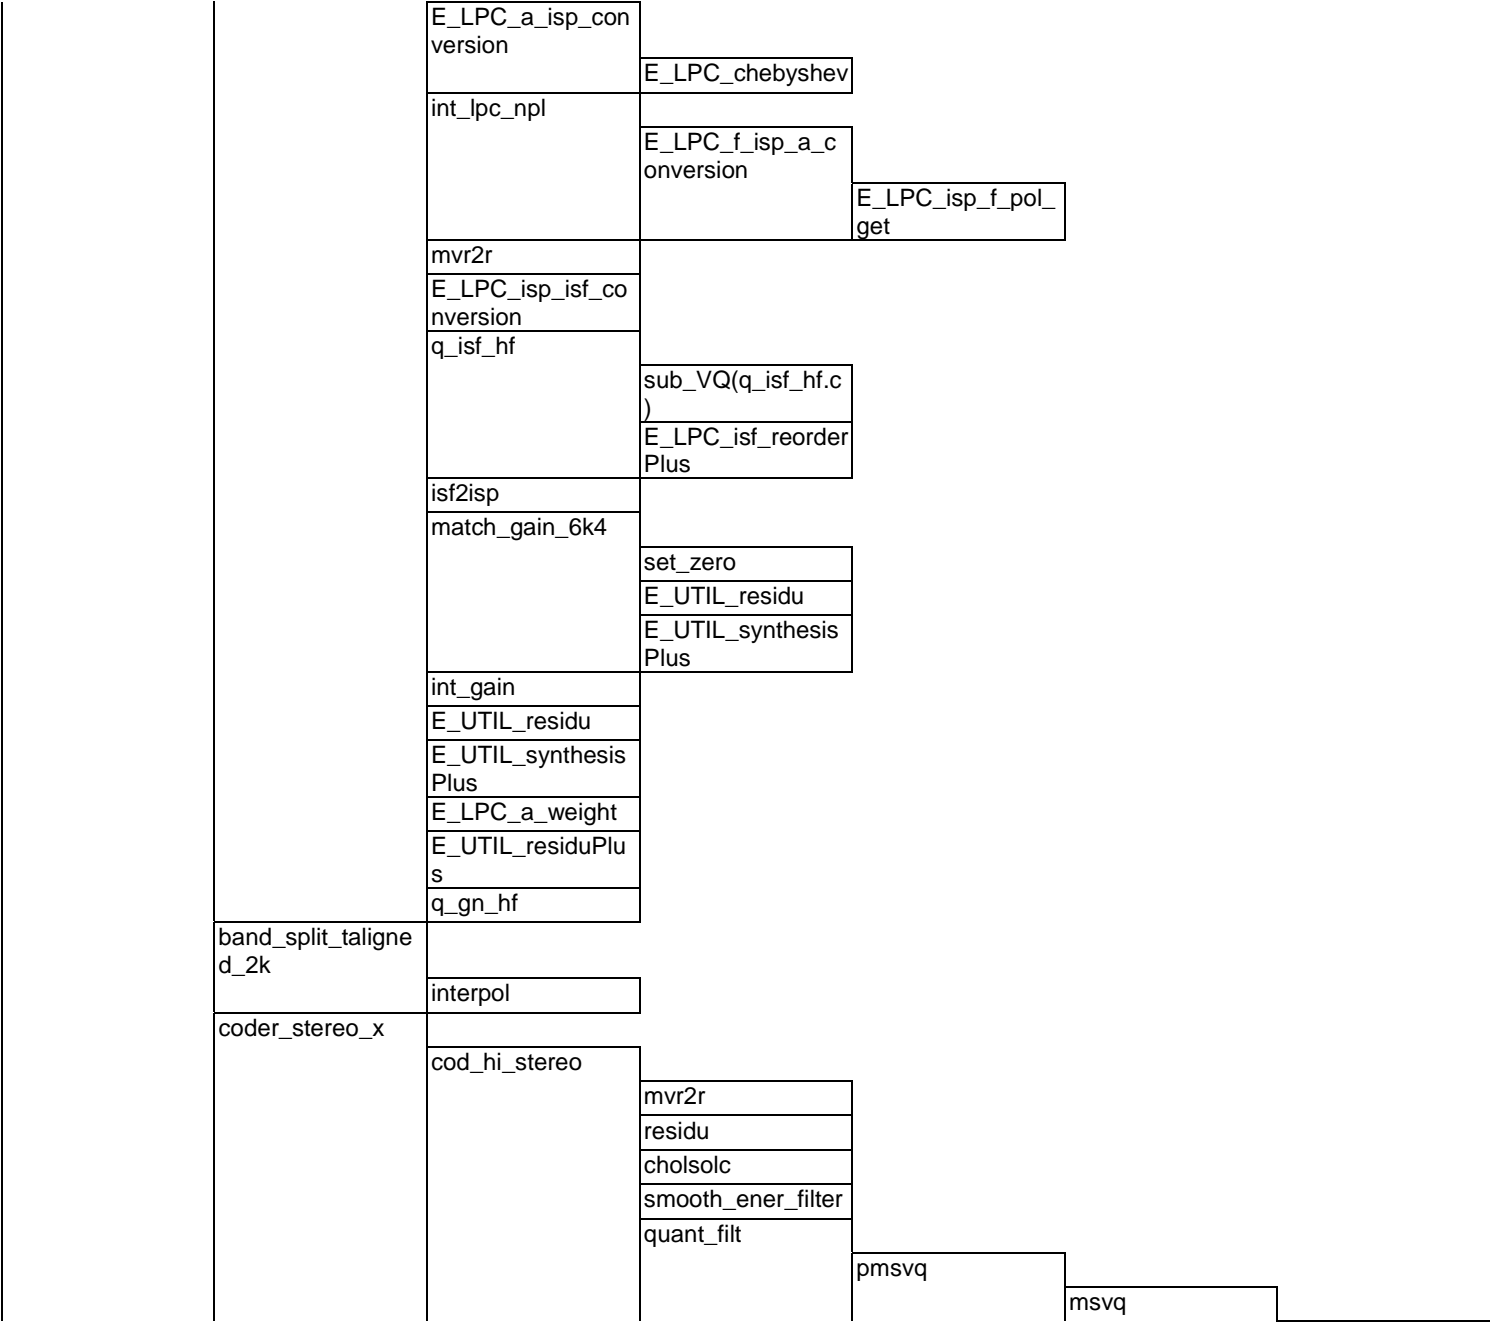 E_LPC_a_isp_con
version
E_LPC_chebyshev
int_lpc_npl
E_LPC_f_isp_a_c
onversion
E_LPC_isp_f_pol_
get
mvr2r
E_LPC_isp_isf_co
nversion
q_isf_hf
sub_VQ(q_isf_hf.c
)
E_LPC_isf_reorder
Plus
isf2isp
match_gain_6k4
set_zero
E_UTIL_residu
E_UTIL_synthesis
Plus
int_gain
E_UTIL_residu
E_UTIL_synthesis
Plus
E_LPC_a_weight
E_UTIL_residuPlu
s
q_gn_hf
band_split_taligne
d_2k
interpol
coder_stereo_x
cod_hi_stereo
mvr2r
residu
cholsolc
smooth_ener_filter
quant_filt
pmsvq
msvq